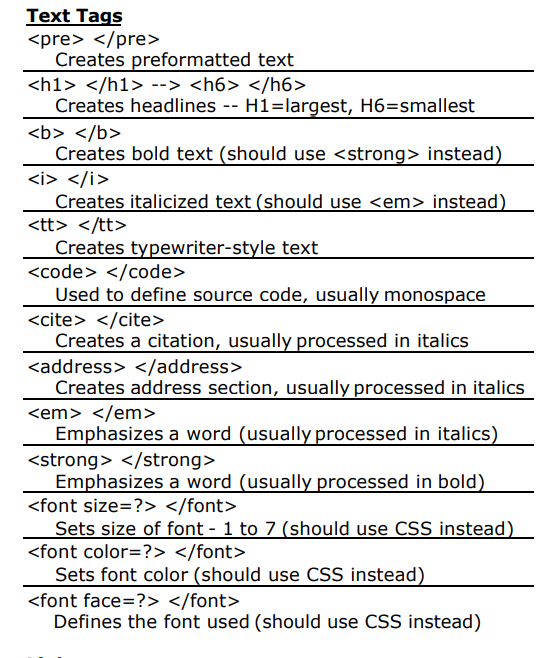 Text Tags
<pre> </pre>
Creates preformatted text
<h1> </h1> --> <h6> </h6>
Creates headlines -- H1=largest, H6=smallest
<b> </b>
Creates bold text (should use <strong> instead)
<i> </i>
Creates italicized text (should use <em> instead)
<tt> </tt>
Creates typewriter-style text
<code> </code>
Used to define source code, usually monospace
<cite> </cite>
Creates a citation, usually processed in italics
<address> </address>
Creates address section, usually processed in italics
<em> </em>
Emphasizes a word (usually processed in italics)
<strong> </strong>
Emphasizes a word (usually processed in bold)
<font size=?> </font>
Sets size of font - 1 to 7 (should use CSS instead)
<font color=?> </font>
Sets font color (should use CSS instead)
<font face=?> </font>
Defines the font used (should use CSS instead)